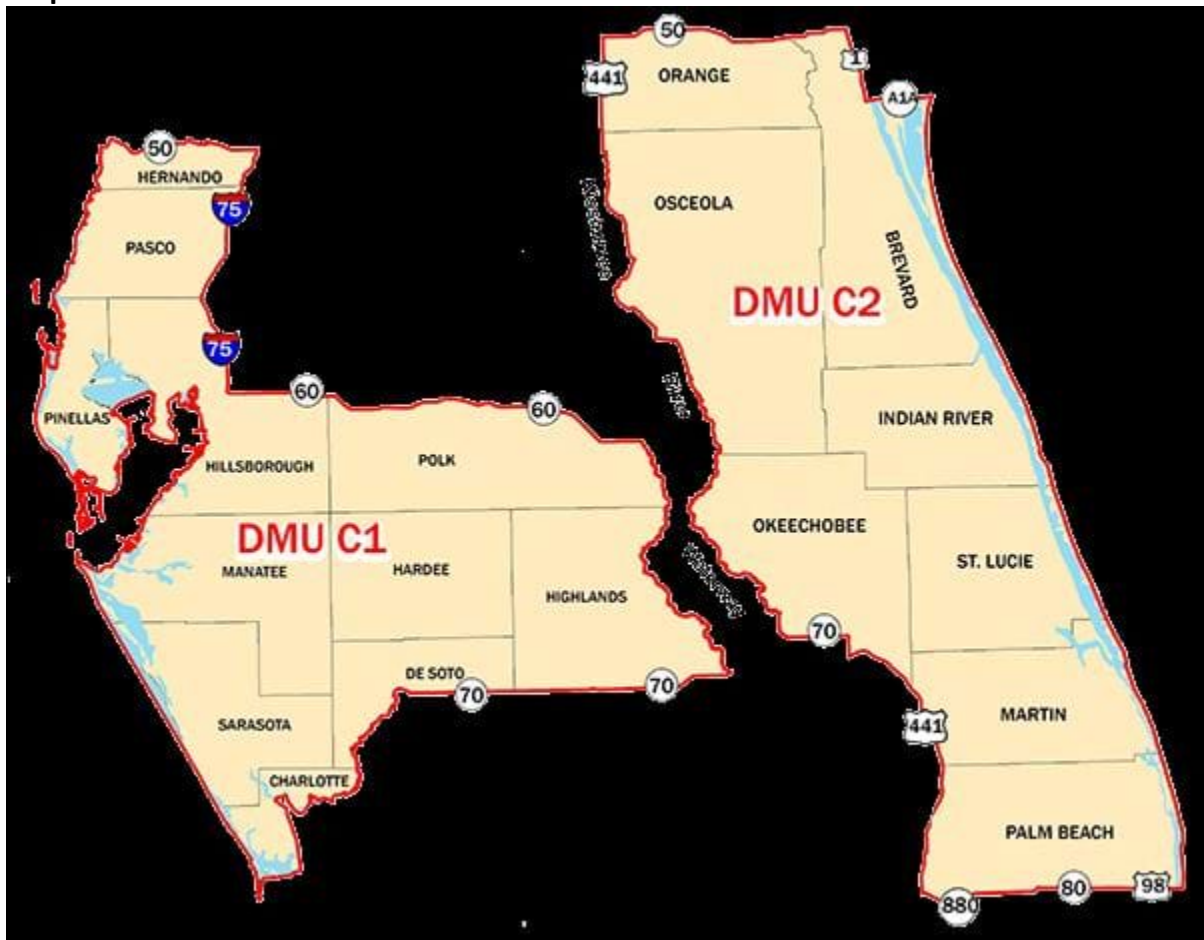 50
441
ORANGE
1
A1A
50
HERNANDO
75
OSCEOLA
PASCO
BREVARD
DMU C2
75
60
60
PINELLAS
INDIAN RIVER
HILLSBOROUGH
POLK
OKEECHOBEE
DMU C1
ST. LUCIE
MANATEE
HARDEE
HIGHLANDS
70
DE SOTO
70
70
SARASOTA
441
MARTIN
CHARLOTTE
PALM BEACH
880
80
98